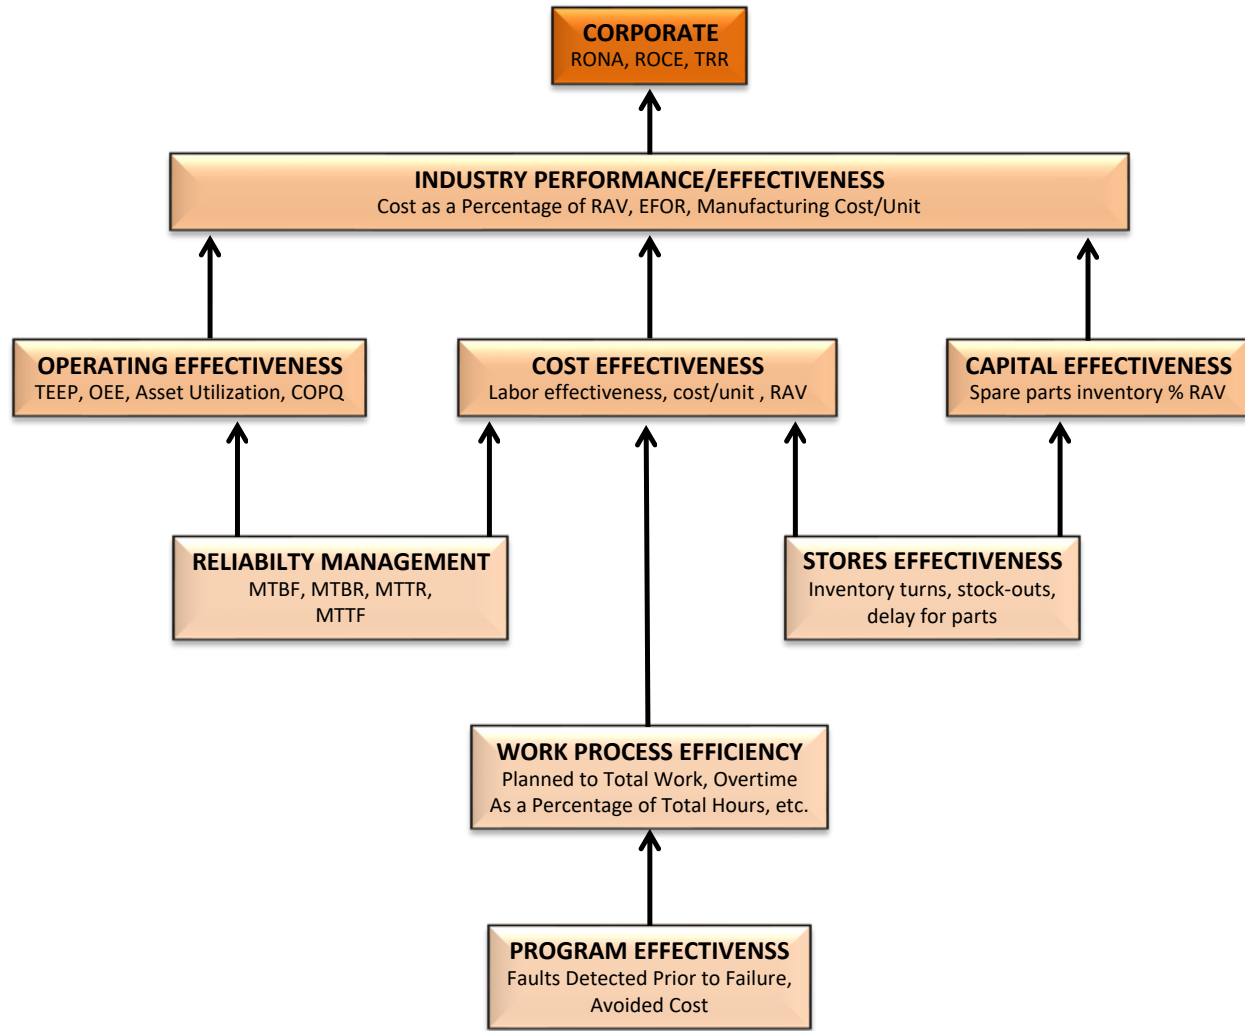 CORPORATE
RONA, ROCE, TRR
INDUSTRY PERFORMANCE/EFFECTIVENESS
Cost as a Percentage of RAV, EFOR, Manufacturing Cost/Unit
OPERATING EFFECTIVENESS
TEEP, OEE, Asset Utilization, COPQ
COST EFFECTIVENESS
Labor effectiveness, cost/unit , RAV
CAPITAL EFFECTIVENESS
Spare parts inventory % RAV
RELIABILTY MANAGEMENT
MTBF, MTBR, MTTR,
MTTF
STORES EFFECTIVENESS
Inventory turns, stock-outs,
delay for parts
WORK PROCESS EFFICIENCY
Planned to Total Work, Overtime
As a Percentage of Total Hours, etc.
PROGRAM EFFECTIVENSS
Faults Detected Prior to Failure,
Avoided Cost